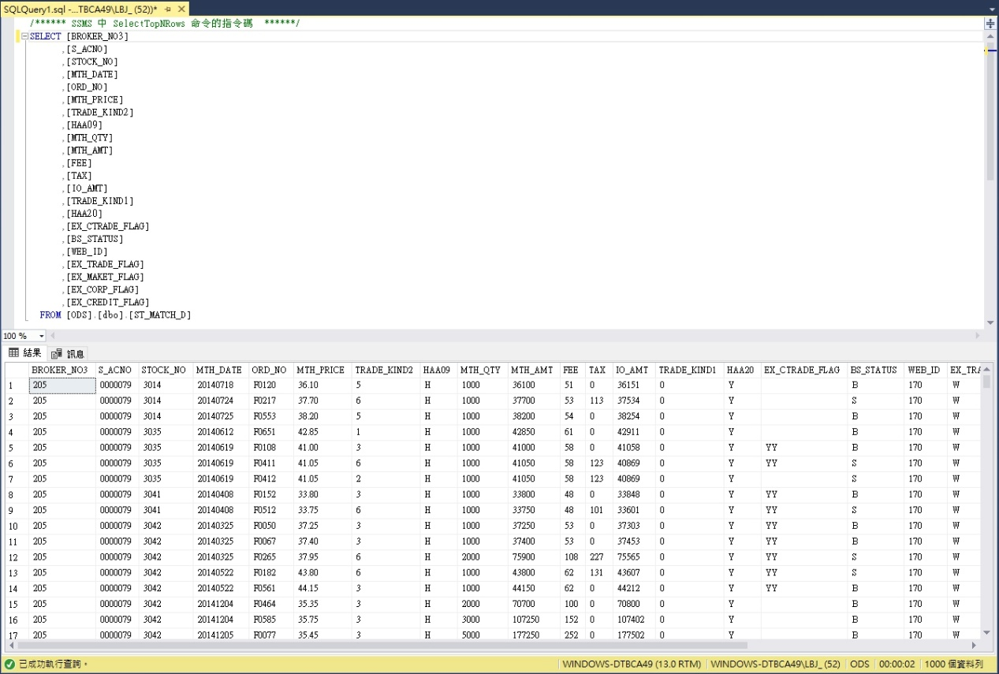 SQLQuery1.sql -...TBCA49\LBJ_ (52))*
/****** SSMS 中 SelectTopNRows 命令的指令碼  ******/
SELECT [BROKER_NO3]
,[S_ACNO]
,[STOCK_NO]
,[MTH_DATE]
,[ORD_NO]
,[MTH_PRICE]
,[TRADE_KIND2]
,[HAA09]
,[MTH_QTY]
,[MTH_AMT]
,[FEE]
,[TAX]
,[IO_AMT]
,[TRADE_KIND1]
,[HAA20]
,[EX_CTRADE_FLAG]
,[BS_STATUS]
,[WEB_ID]
,[EX_TRADE_FLAG]
,[EX_MAKET_FLAG]
,[EX_CORP_FLAG]
,[EX_CREDIT_FLAG]
FROM [ODS].[dbo].[ST_MATCH_D]
100 %
結果 訊息
BROKER_NO3 S_ACNO STOCK_NO MTH_DATE ORD_NO MTH_PRICE TRADE_KIND2 HAA09 MTH_QTY MTH_AMT FEE TAX IO_AMT TRADE_KIND1 HAA20 EX_CTRADE_FLAG BS_STATUS WEB_ID EX_TRA
1 205 0000079 3014 20140718 F0120 36.10 5 H 1000 36100 51 0 36151 0 Y B 170 W
2 205 0000079 3014 20140724 F0217 37.70 6 H 1000 37700 53 113 37534 0 Y S 170 W
3 205 0000079 3014 20140725 F0553 38.20 5 H 1000 38200 54 0 38254 0 Y B 170 W
4 205 0000079 3035 20140612 F0651 42.85 1 H 1000 42850 61 0 42911 0 Y B 170 W
5 205 0000079 3035 20140619 F0108 41.00 3 H 1000 41000 58 0 41058 0 Y YY B 170 W
6 205 0000079 3035 20140619 F0411 41.05 6 H 1000 41050 58 123 40869 0 Y YY S 170 W
7 205 0000079 3035 20140619 F0412 41.05 2 H 1000 41050 58 123 40869 0 Y S 170 W
8 205 0000079 3041 20140408 F0152 33.80 3 H 1000 33800 48 0 33848 0 Y YY B 170 W
9 205 0000079 3041 20140408 F0512 33.75 6 H 1000 33750 48 101 33601 0 Y YY S 170 W
10 205 0000079 3042 20140325 F0050 37.25 3 H 1000 37250 53 0 37303 0 Y YY B 170 W
11 205 0000079 3042 20140325 F0067 37.40 3 H 1000 37400 53 0 37453 0 Y YY B 170 W
12 205 0000079 3042 20140325 F0265 37.95 6 H 2000 75900 108 227 75565 0 Y YY S 170 W
13 205 0000079 3042 20140522 F0182 43.80 6 H 1000 43800 62 131 43607 0 Y YY S 170 W
14 205 0000079 3042 20140522 F0561 44.15 3 H 1000 44150 62 0 44212 0 Y YY B 170 W
15 205 0000079 3042 20141204 F0464 35.35 3 H 2000 70700 100 0 70800 0 Y B 170 W
16 205 0000079 3042 20141204 F0585 35.75 3 H 3000 107250 152 0 107402 0 Y B 170 W
17 205 0000079 3042 20141205 F0077 35.45 3 H 5000 177250 252 0 177502 0 Y B 170 W
已成功執行查詢。 WINDOWS-DTBCA49 (13.0 RTM) WINDOWS-DTBCA49\LBJ_ (52) ODS 00:00:02 1000 個資料列